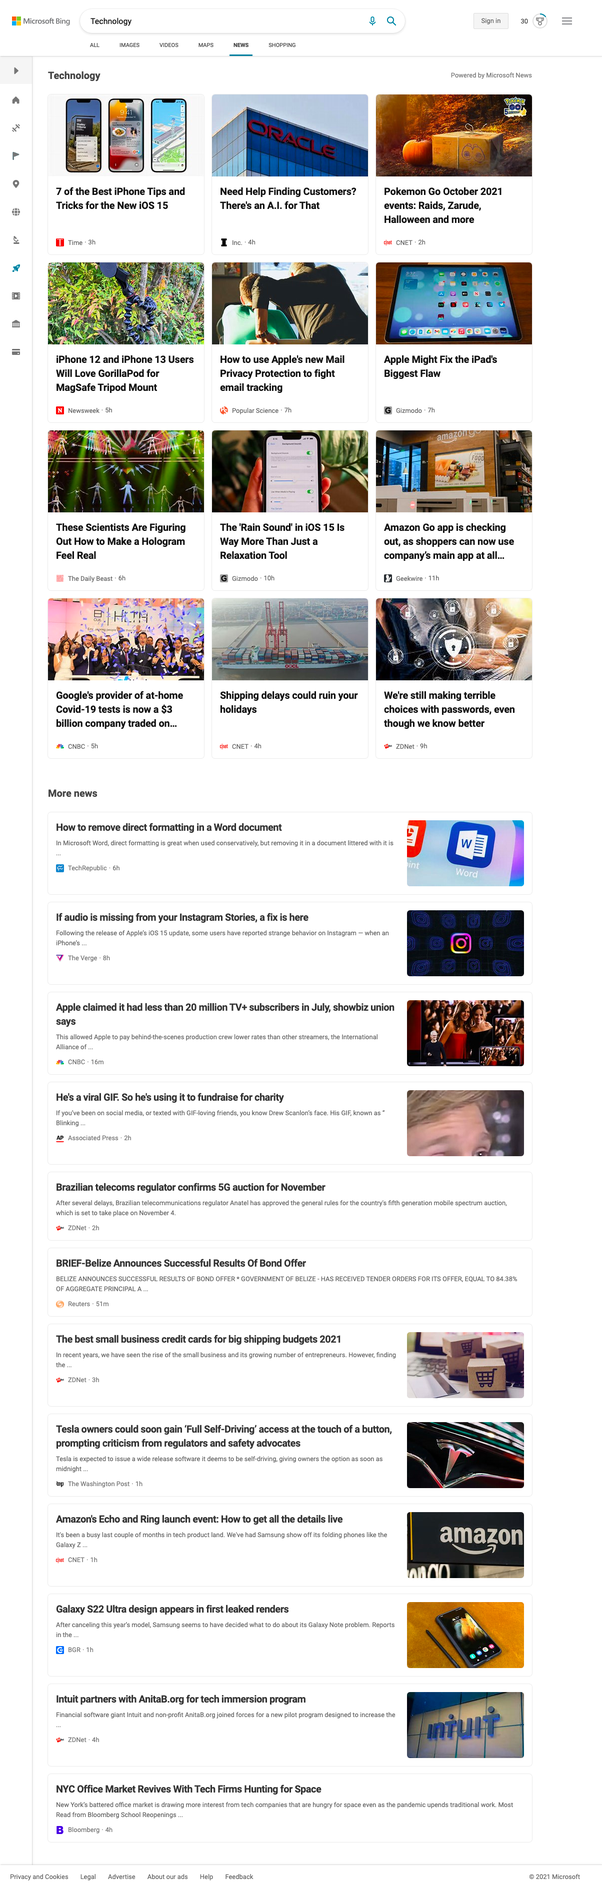 Microsoft Bing
Technology
Sign in
30
ALL IMAGES VIDEOS MAPS NEWS SHOPPING
Technology
Powered by Microsoft News
ORACLE
7 of the Best iPhone Tips and
Tricks for the New iOS 15
Time · 3h
Need Help Finding Customers?
There's an A.I. for That
Inc. · 4h
Pokemon Go October 2021
events: Raids, Zarude,
Halloween and more
CNET · 2h
iPhone 12 and iPhone 13 Users
Will Love GorillaPod for
MagSafe Tripod Mount
Newsweek · 5h
How to use Apple's new Mail
Privacy Protection to fight
email tracking
Popular Science · 7h
Apple Might Fix the iPad's
Biggest Flaw
Gizmodo · 7h
amazon
These Scientists Are Figuring
Out How to Make a Hologram
Feel Real
The Daily Beast · 6h
The 'Rain Sound' in iOS 15 Is
Way More Than Just a
Relaxation Tool
Gizmodo · 10h
Amazon Go app is checking
out, as shoppers can now use
company's main app at all...
Geekwire · 11h
Google's provider of at-home
Covid-19 tests is now a $3
billion company traded on...
CNBC · 5h
Shipping delays could ruin your
holidays
CNET · 4h
We're still making terrible
choices with passwords, even
though we know better
ZDNet · 9h
More news
How to remove direct formatting in a Word document
In Microsoft Word, direct formatting is great when used conservatively, but removing it in a document littered with it is
...
TechRepublic · 6h
Word
If audio is missing from your Instagram Stories, a fix is here
Following the release of Apple's iOS 15 update, some users have reported strange behavior on Instagram — when an
iPhone's ...
The Verge · 8h
Apple claimed it had less than 20 million TV+ subscribers in July, showbiz union
says
This allowed Apple to pay behind-the-scenes production crew lower rates than other streamers, the International
Alliance of ...
CNBC · 16m
He's a viral GIF. So he's using it to fundraise for charity
If you've been on social media, or texted with GIF-loving friends, you know Drew Scanlon's face. His GIF, known as "
Blinking ...
AP Associated Press · 2h
Brazilian telecoms regulator confirms 5G auction for November
After several delays, Brazilian telecommunications regulator Anatel has approved the general rules for the country's fifth generation mobile spectrum auction,
which is set to take place on November 4.
ZDNet · 2h
BRIEF-Belize Announces Successful Results Of Bond Offer
BELIZE ANNOUNCES SUCCESSFUL RESULTS OF BOND OFFER * GOVERNMENT OF BELIZE - HAS RECEIVED TENDER ORDERS FOR ITS OFFER, EQUAL TO 84.38%
OF AGGREGATE PRINCIPAL A ...
Reuters · 51m
The best small business credit cards for big shipping budgets 2021
In recent years, we have seen the rise of the small business and its growing number of entrepreneurs. However, finding
the ...
ZDNet · 3h
Tesla owners could soon gain 'Full Self-Driving' access at the touch of a button,
prompting criticism from regulators and safety advocates
Tesla is expected to issue a wide release software it deems to be self-driving, giving owners the option as soon as
midnight ...
wp The Washington Post · 1h
Amazon's Echo and Ring launch event: How to get all the details live
It's been a busy last couple of months in tech product land. We've had Samsung show off its folding phones like the
Galaxy Z ...
CNET · 1h
amazon
Galaxy S22 Ultra design appears in first leaked renders
After canceling this year's model, Samsung seems to have decided what to do about its Galaxy Note problem. Reports
in the ...
BGR · 1h
Intuit partners with AnitaB.org for tech immersion program
Financial software giant Intuit and non-profit AnitaB.org joined forces for a new pilot program designed to increase the
...
ZDNet · 4h
INTUIT
NYC Office Market Revives With Tech Firms Hunting for Space
New York's battered office market is drawing more interest from tech companies that are hungry for space even as the pandemic upends traditional work. Most
Read from Bloomberg School Reopenings ...
B Bloomberg · 4h
Privacy and Cookies Legal Advertise About our ads Help Feedback
© 2021 Microsoft